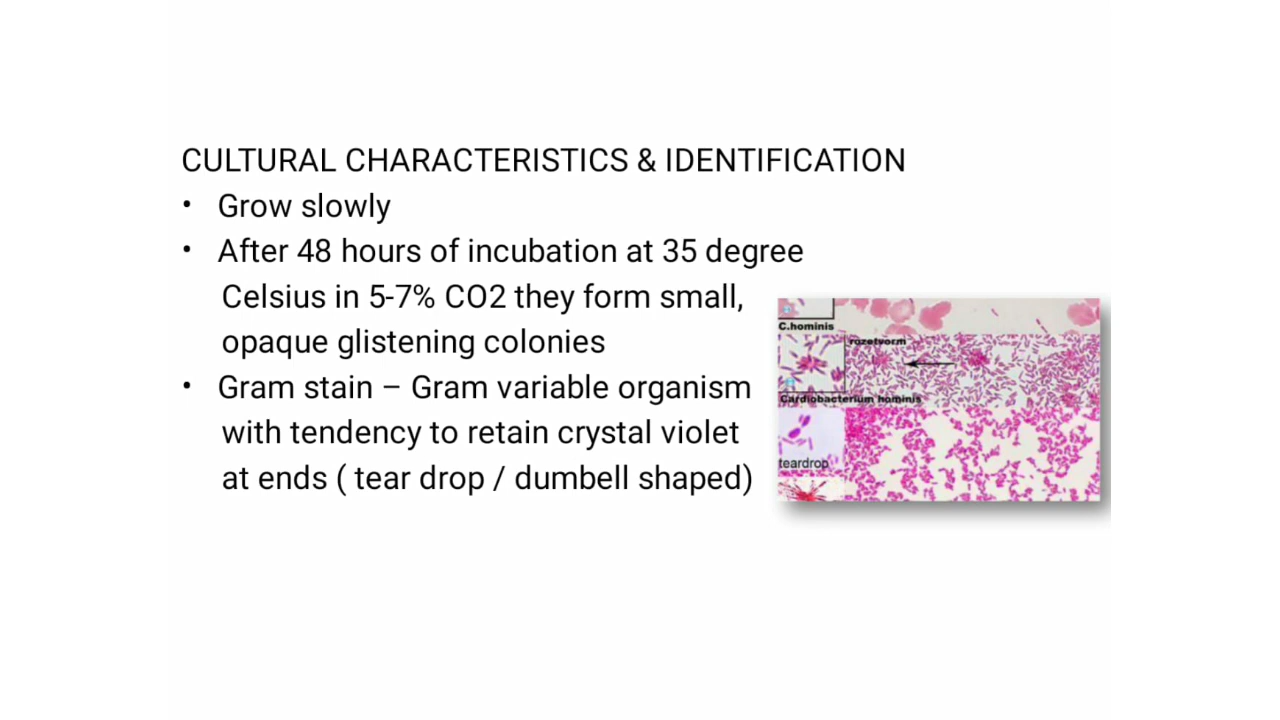 CULTURAL CHARACTERISTICS & IDENTIFICATION
• Grow slowly
• After 48 hours of incubation at 35 degree
Celsius in 5-7% CO2 they form small,
opaque glistening colonies
• Gram stain – Gram variable organism
with tendency to retain crystal violet
at ends ( tear drop / dumbell shaped)
C.hominis
rozetvorm
Cardiobacterium hominis
teardrop